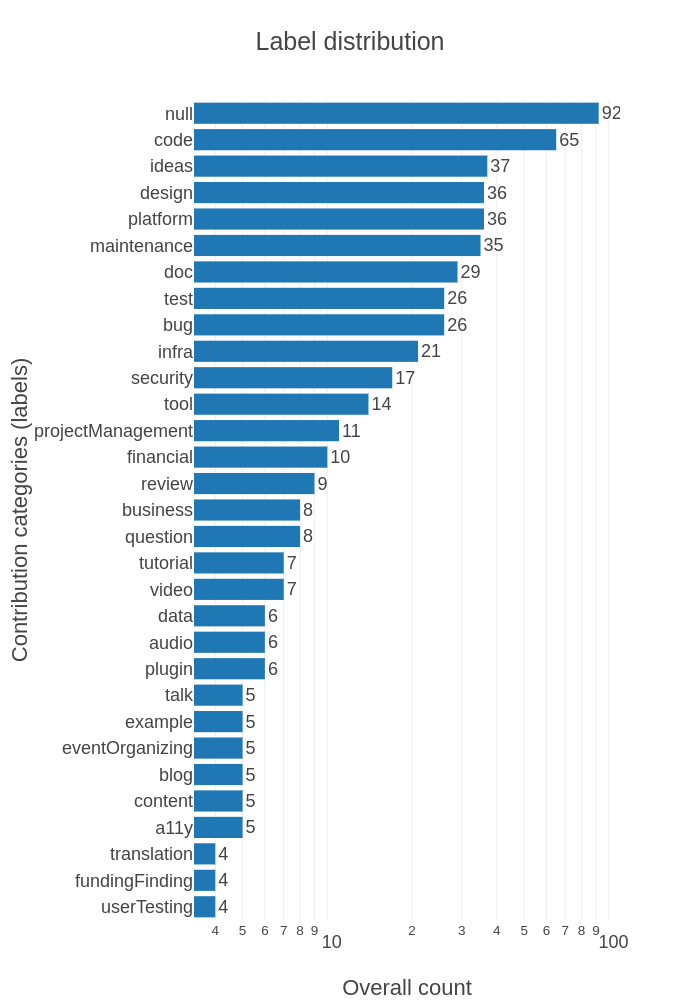 Label distribution
Contribution categories (labels)
null 92
code 65
ideas 37
design 36
platform 36
maintenance 35
doc 29
test 26
bug 26
infra 21
security 17
tool 14
projectManagement 11
financial 10
review 9
business 8
question 8
tutorial 7
video 7
data 6
audio 6
plugin 6
talk 5
example 5
eventOrganizing 5
blog 5
content 5
a11y 5
translation 4
fundingFinding 4
userTesting 4
4 5 6 7 8 9 10 2 3 4 5 6 7 8 9 100
Overall count